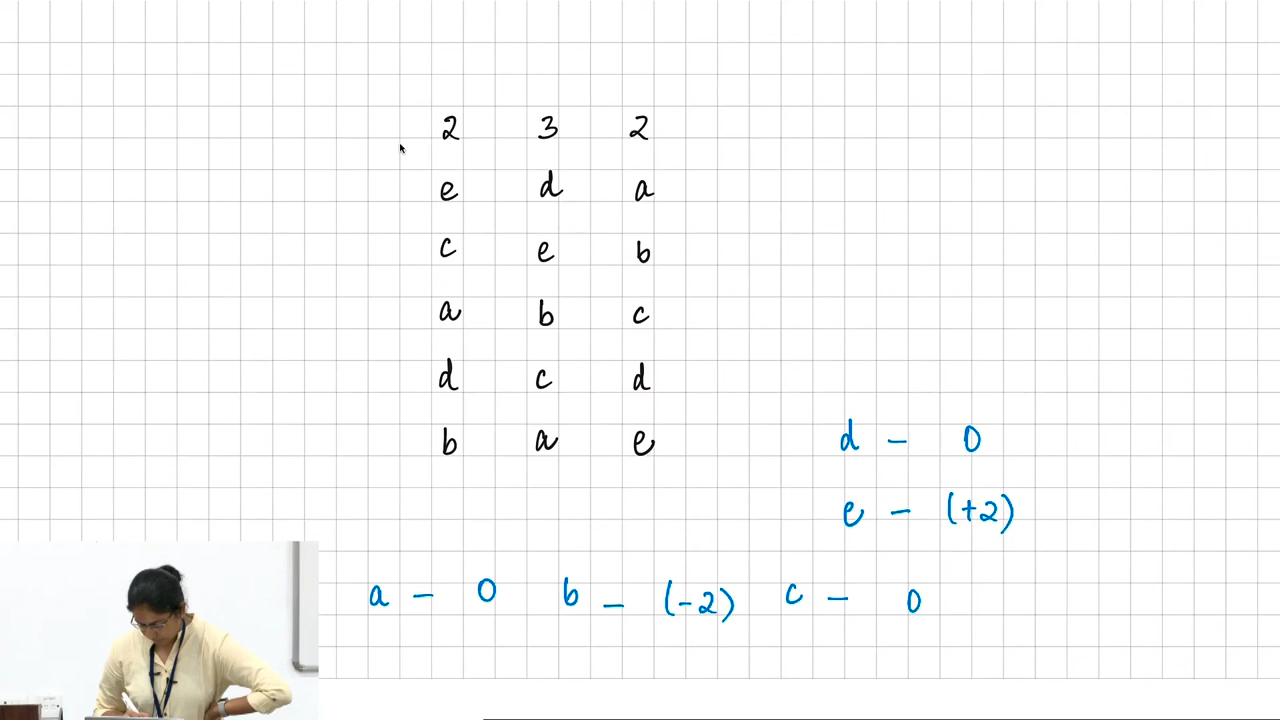 2 3 2
e d a
c e b
a b c
d c d
b a e
d - 0
e - (+2)
a - 0 b - (-2) c - 0